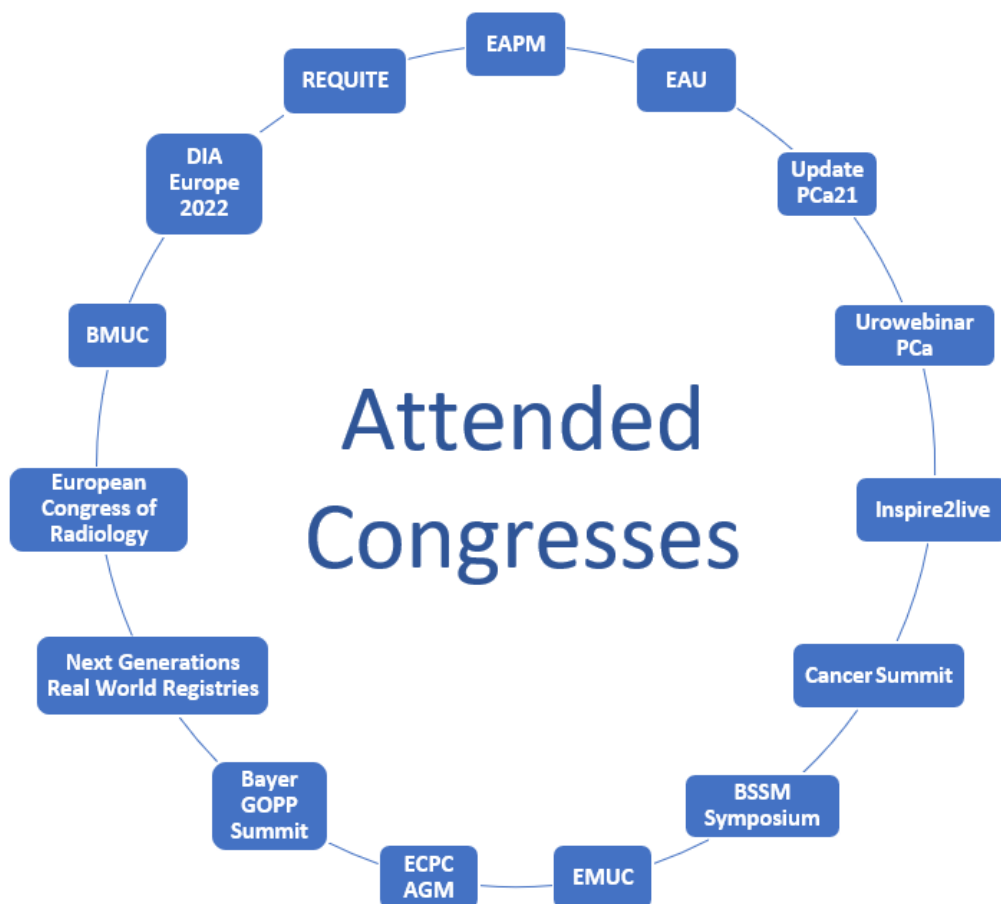 EAPM
EAU
Update
PCa21
Urowebinar
PCa
Inspire2live
Cancer Summit
BSSM
Symposium
EMUC
ECPC
AGM
Bayer
GOPP
Summit
Next Generations
Real World Registries
European
Congress of
Radiology
BMUC
DIA
Europe
2022
REQUITE
Attended
Congresses